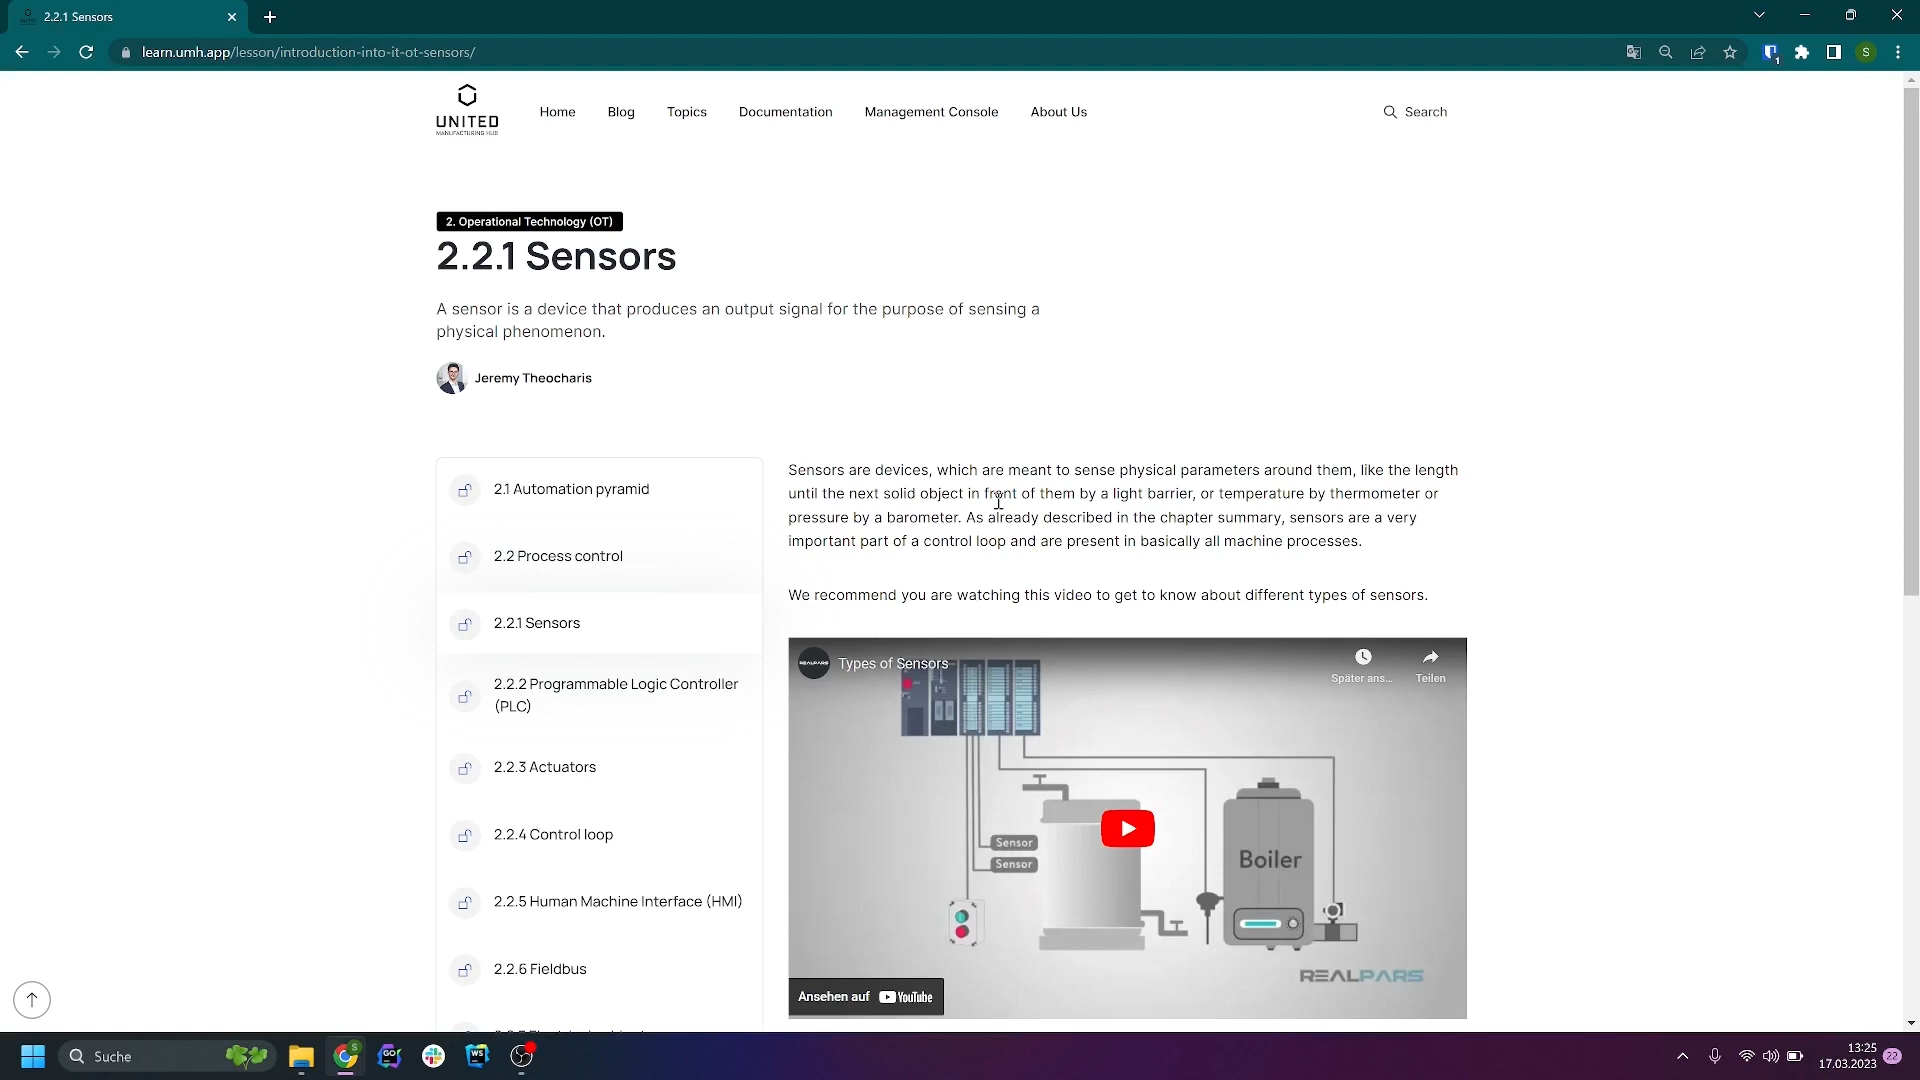 2.2.1 Sensors
learn.umh.app/lesson/introduction-into-it-ot-sensors/
1
S
UNITED
MANUFACTURING HUB
Home
Blog
Topics
Documentation
Management Console
About Us
Search
2. Operational Technology (OT)
2.2.1 Sensors
A sensor is a device that produces an output signal for the purpose of sensing a
physical phenomenon.
Jeremy Theocharis
2.1 Automation pyramid
2.2 Process control
2.2.1 Sensors
2.2.2 Programmable Logic Controller
(PLC)
2.2.3 Actuators
2.2.4 Control loop
2.2.5 Human Machine Interface (HMI)
2.2.6 Fieldbus
Sensors are devices, which are meant to sense physical parameters around them, like the length
until the next solid object in front of them by a light barrier, or temperature by thermometer or
pressure by a barometer. As already described in the chapter summary, sensors are a very
important part of a control loop and are present in basically all machine processes.
We recommend you are watching this video to get to know about different types of sensors.
REALPARS
Types of Sensors
Später ans...
Teilen
Sensor
Sensor
Boiler
REALPARS
Ansehen auf YouTube
Suche
S
GO
WS
13:25
17.03.2023
22